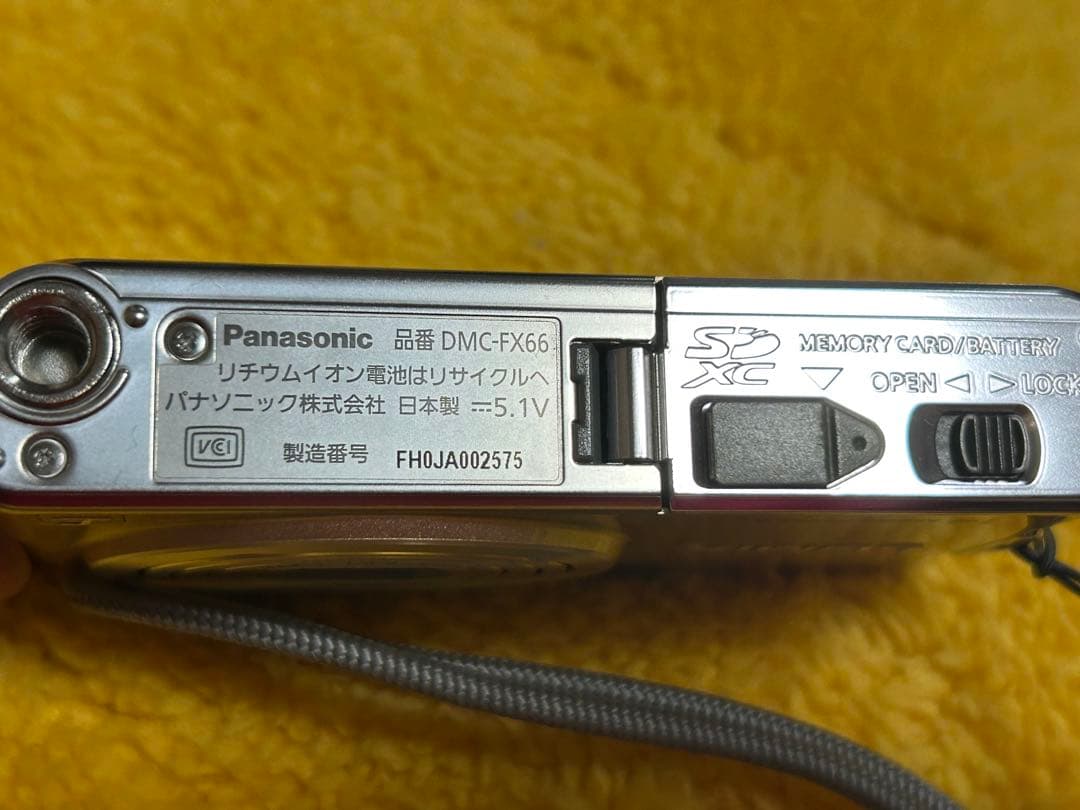 Panasonic 品番 DMC-FX66
リチウムイオン電池はリサイクルへ
パナソニック株式会社 日本製 ⎓5.1V
VCCI 製造番号 FH0JA002575
SD XC
MEMORY CARD/BATTERY
▽ OPEN ◁ ▷ LOCK